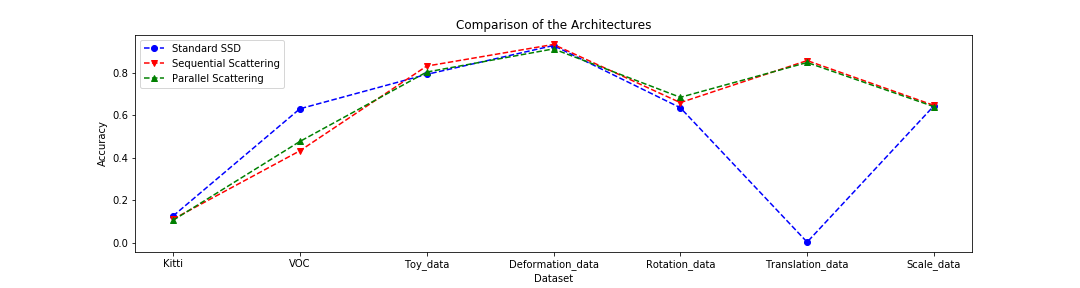 Comparison of the Architectures
Standard SSD
Sequential Scattering
Parallel Scattering
Accuracy
0.8
0.6
0.4
0.2
0.0
Kitti VOC Toy_data Deformation_data Rotation_data Translation_data Scale_data
Dataset